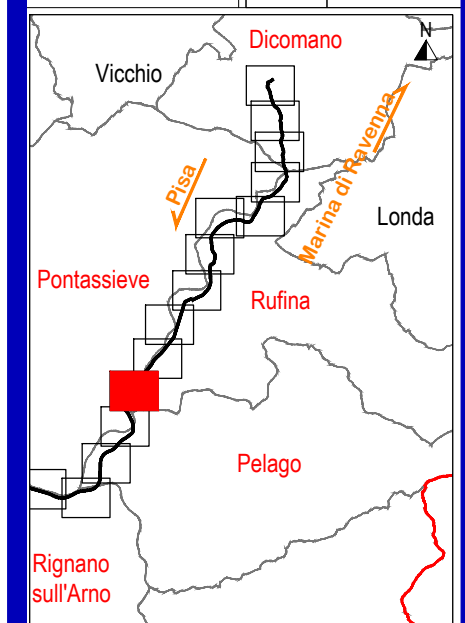 Dicomano
N
Vicchio
Marina di Ravenna
Pisa
Londa
Pontassieve
Rufina
Pelago
Rignano
sull'Arno